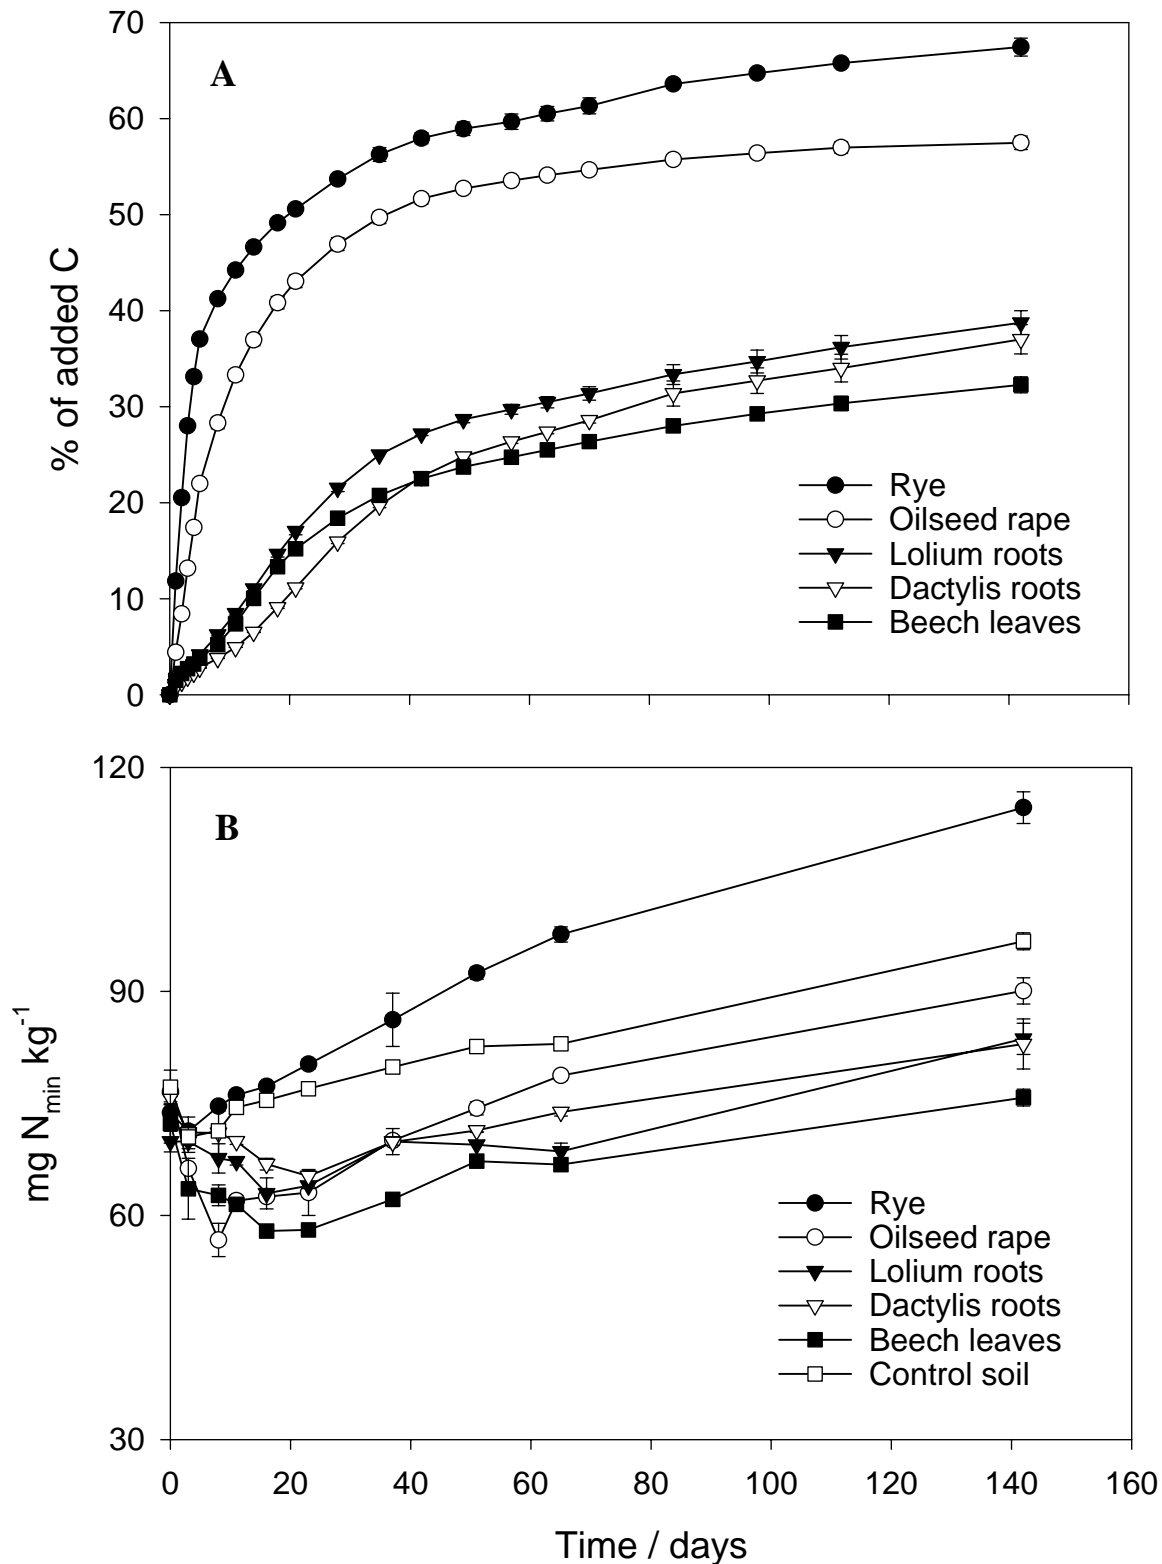 70
A
60
50
40
30
20
10
0
% of added C
Rye
Oilseed rape
Lolium roots
Dactylis roots
Beech leaves
120
B
90
60
30
mg N_min kg^-1
Rye
Oilseed rape
Lolium roots
Dactylis roots
Beech leaves
Control soil
0 20 40 60 80 100 120 140 160
Time / days